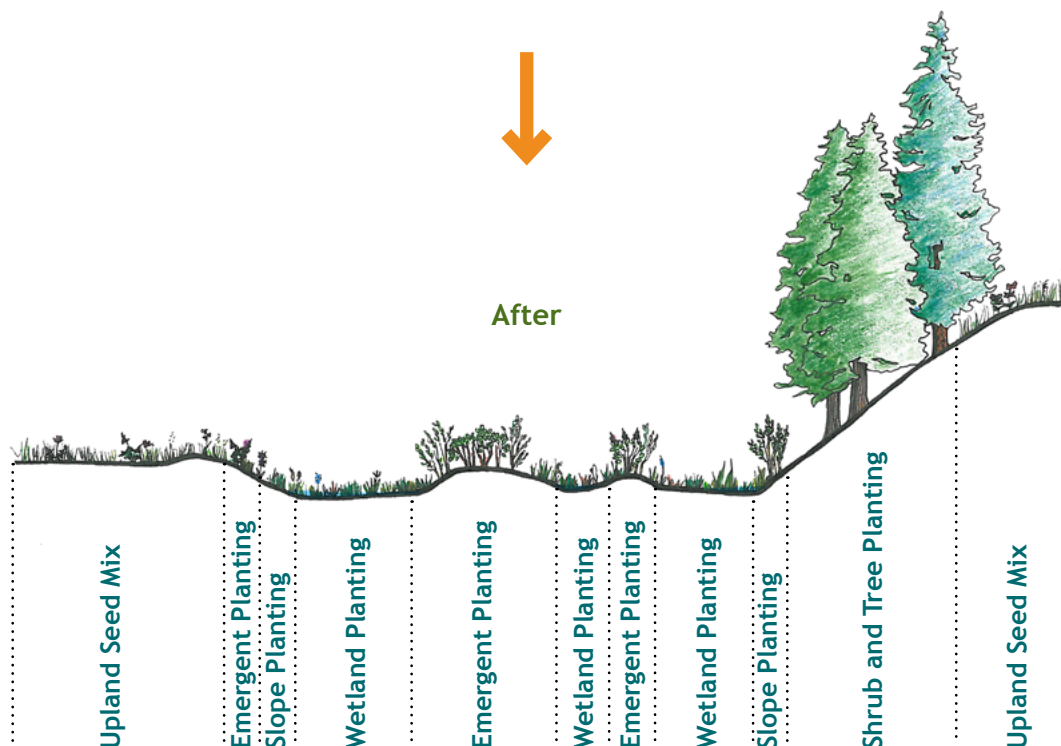 After
Upland Seed Mix
Emergent Planting
Slope Planting
Wetland Planting
Emergent Planting
Wetland Planting
Emergent Planting
Wetland Planting
Slope Planting
Shrub and Tree Planting
Upland Seed Mix